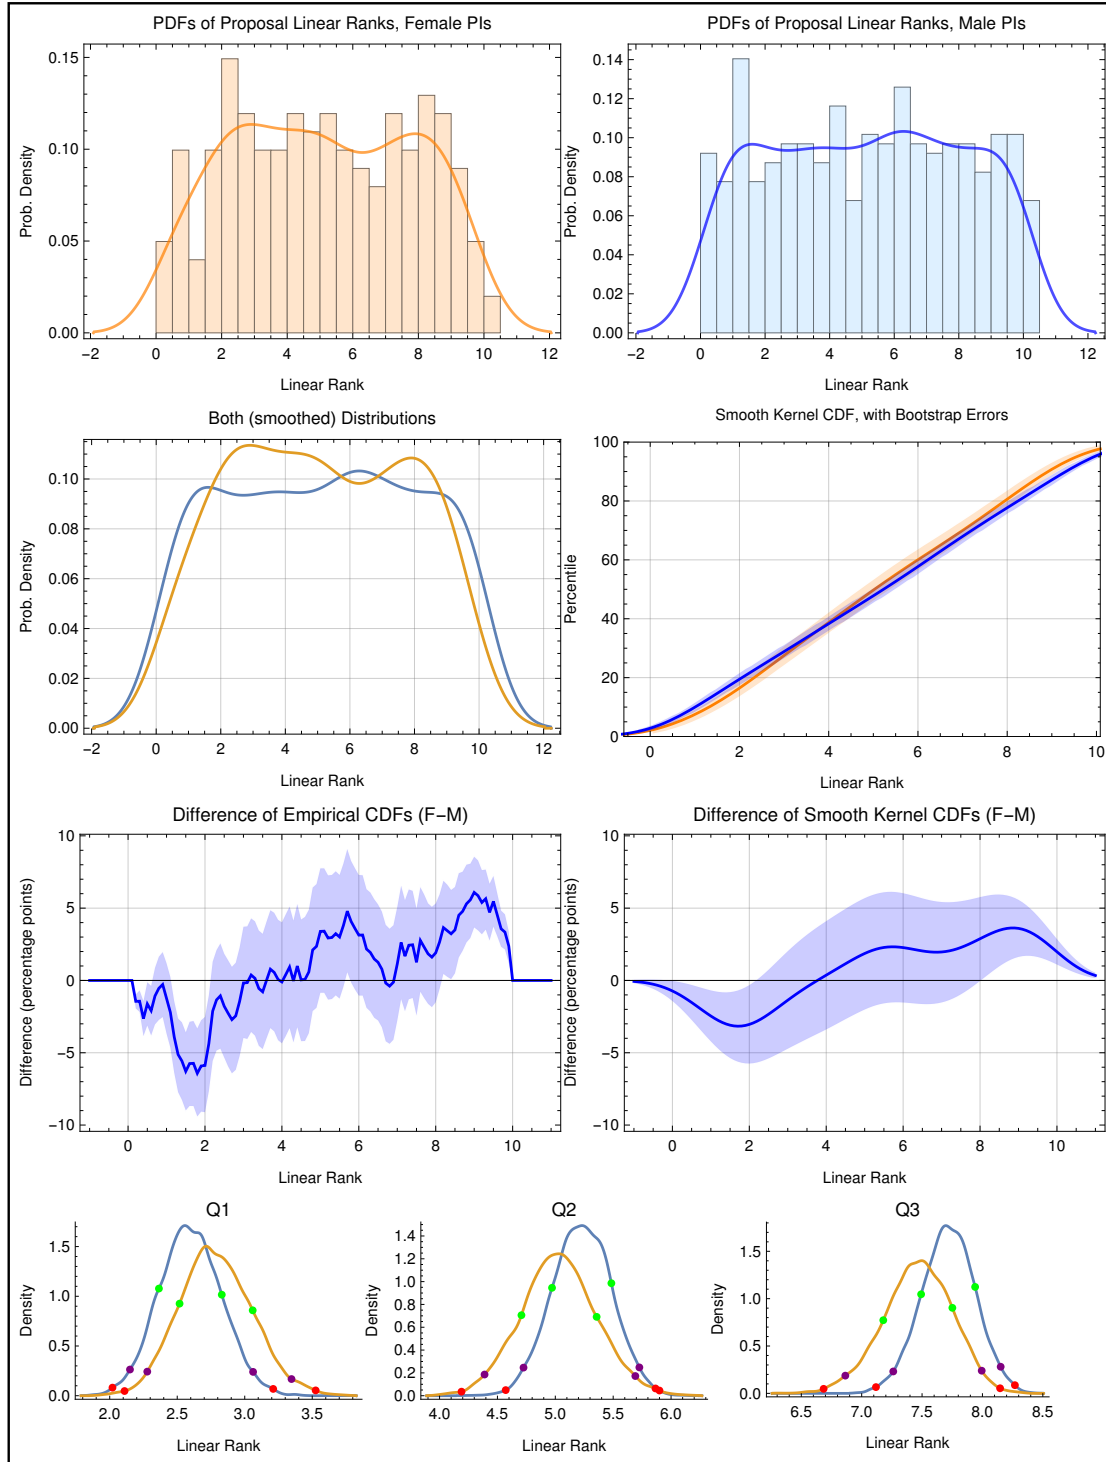 PDFs of Proposal Linear Ranks, Female PIs
Prob. Density
0.15
0.10
0.05
0.00
−2 0 2 4 6 8 10 12
Linear Rank
PDFs of Proposal Linear Ranks, Male PIs
Prob. Density
0.14
0.12
0.10
0.08
0.06
0.04
0.02
0.00
−2 0 2 4 6 8 10 12
Linear Rank
Both (smoothed) Distributions
Prob. Density
0.10
0.08
0.06
0.04
0.02
0.00
−2 0 2 4 6 8 10 12
Linear Rank
Smooth Kernel CDF, with Bootstrap Errors
Percentile
100
80
60
40
20
0
0 2 4 6 8 10
Linear Rank
Difference of Empirical CDFs (F−M)
Difference (percentage points)
10
5
0
−5
−10
0 2 4 6 8 10
Linear Rank
Difference of Smooth Kernel CDFs (F−M)
Difference (percentage points)
10
5
0
−5
−10
0 2 4 6 8 10
Linear Rank
Q1
Density
1.5
1.0
0.5
0.0
2.0 2.5 3.0 3.5
Linear Rank
Q2
Density
1.4
1.2
1.0
0.8
0.6
0.4
0.2
0.0
4.0 4.5 5.0 5.5 6.0
Linear Rank
Q3
Density
1.5
1.0
0.5
0.0
6.5 7.0 7.5 8.0 8.5
Linear Rank